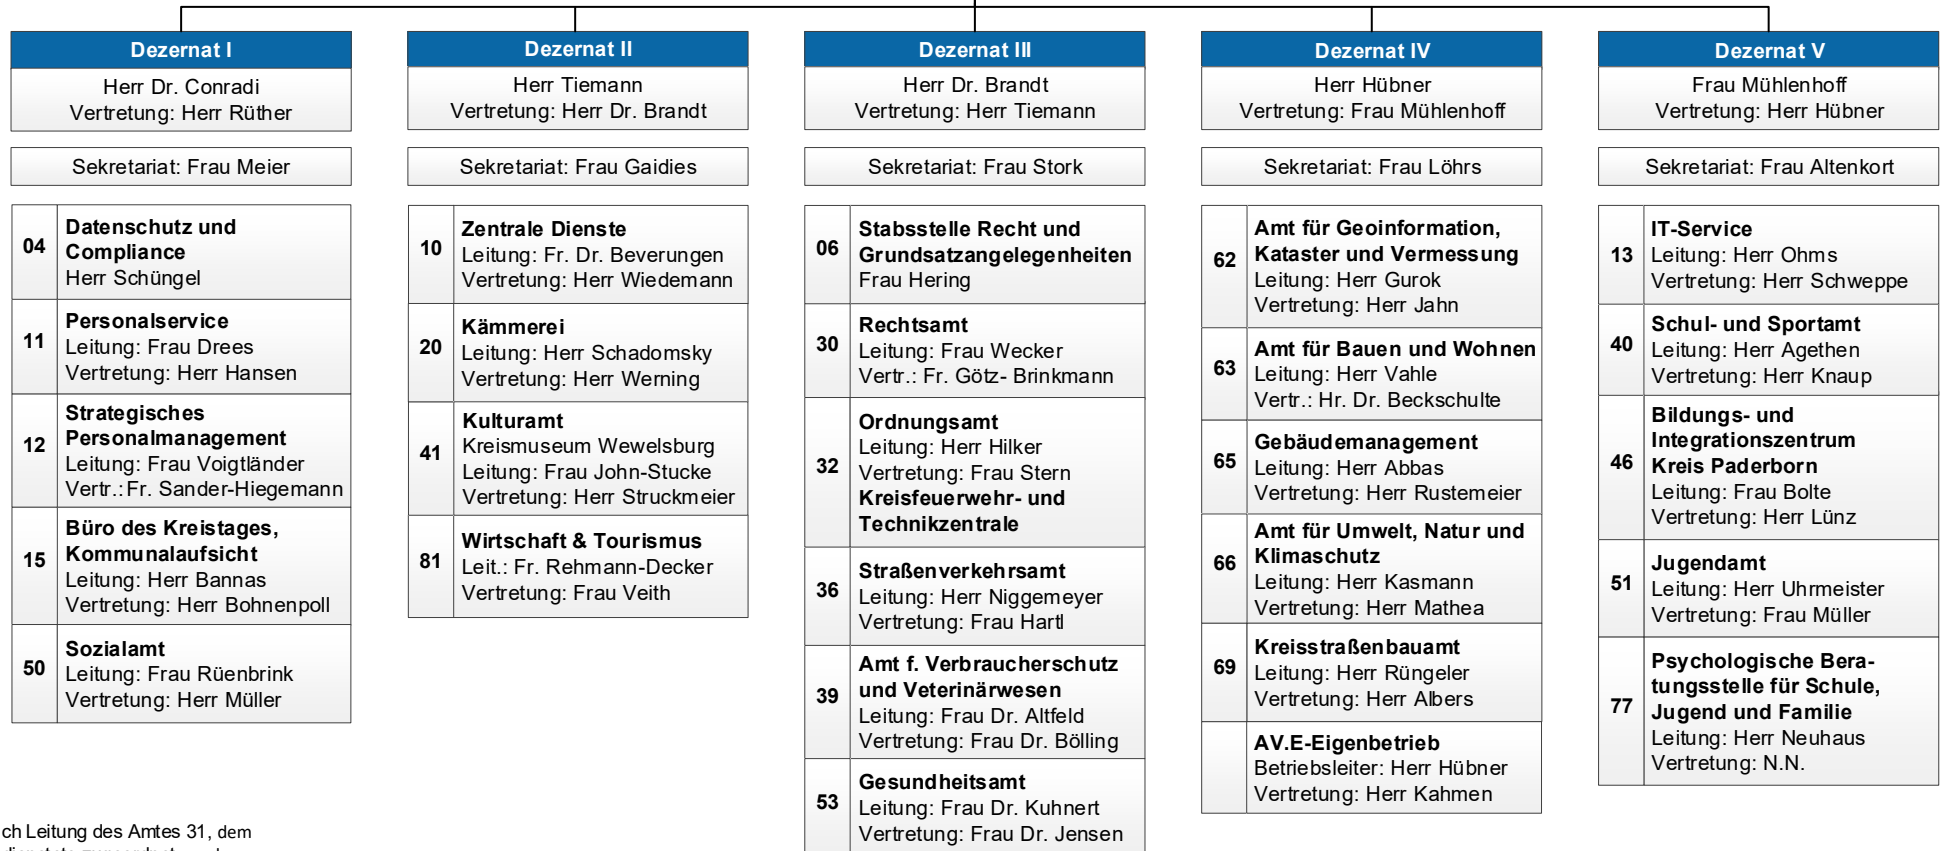 Dezernat I
Herr Dr. Conradi
Vertretung: Herr Rüther
Sekretariat: Frau Meier
04
Datenschutz und
Compliance
Herr Schüngel
11
Personalservice
Leitung: Frau Drees
Vertretung: Herr Hansen
12
Strategisches
Personalmanagement
Leitung: Frau Voigtländer
Vertr.: Fr. Sander-Hiegemann
15
Büro des Kreistages,
Kommunalaufsicht
Leitung: Herr Bannas
Vertretung: Herr Bohnenpoll
50
Sozialamt
Leitung: Frau Rüenbrink
Vertretung: Herr Müller
Dezernat II
Herr Tiemann
Vertretung: Herr Dr. Brandt
Sekretariat: Frau Gaidies
10
Zentrale Dienste
Leitung: Fr. Dr. Beverungen
Vertretung: Herr Wiedemann
20
Kämmerei
Leitung: Herr Schadomsky
Vertretung: Herr Werning
41
Kulturamt
Kreismuseum Wewelsburg
Leitung: Frau John-Stucke
Vertretung: Herr Struckmeier
81
Wirtschaft & Tourismus
Leit.: Fr. Rehmann-Decker
Vertretung: Frau Veith
Dezernat III
Herr Dr. Brandt
Vertretung: Herr Tiemann
Sekretariat: Frau Stork
06
Stabsstelle Recht und
Grundsatzangelegenheiten
Frau Hering
30
Rechtsamt
Leitung: Frau Wecker
Vertr.: Fr. Götz- Brinkmann
32
Ordnungsamt
Leitung: Herr Hilker
Vertretung: Frau Stern
Kreisfeuerwehr- und
Technikzentrale
36
Straßenverkehrsamt
Leitung: Herr Niggemeyer
Vertretung: Frau Hartl
39
Amt f. Verbraucherschutz
und Veterinärwesen
Leitung: Frau Dr. Altfeld
Vertretung: Frau Dr. Bölling
53
Gesundheitsamt
Leitung: Frau Dr. Kuhnert
Vertretung: Frau Dr. Jensen
Dezernat IV
Herr Hübner
Vertretung: Frau Mühlenhoff
Sekretariat: Frau Löhrs
62
Amt für Geoinformation,
Kataster und Vermessung
Leitung: Herr Gurok
Vertretung: Herr Jahn
63
Amt für Bauen und Wohnen
Leitung: Herr Vahle
Vertr.: Hr. Dr. Beckschulte
65
Gebäudemanagement
Leitung: Herr Abbas
Vertretung: Herr Rustemeier
66
Amt für Umwelt, Natur und
Klimaschutz
Leitung: Herr Kasmann
Vertretung: Herr Mathea
69
Kreisstraßenbauamt
Leitung: Herr Rüngeler
Vertretung: Herr Albers
AV.E-Eigenbetrieb
Betriebsleiter: Herr Hübner
Vertretung: Herr Kahmen
Dezernat V
Frau Mühlenhoff
Vertretung: Herr Hübner
Sekretariat: Frau Altenkort
13
IT-Service
Leitung: Herr Ohms
Vertretung: Herr Schweppe
40
Schul- und Sportamt
Leitung: Herr Agethen
Vertretung: Herr Knaup
46
Bildungs- und
Integrationszentrum
Kreis Paderborn
Leitung: Frau Bolte
Vertretung: Herr Lünz
51
Jugendamt
Leitung: Herr Uhrmeister
Vertretung: Frau Müller
77
Psychologische Bera-
tungsstelle für Schule,
Jugend und Familie
Leitung: Herr Neuhaus
Vertretung: N.N.
ch Leitung des Amtes 31, dem